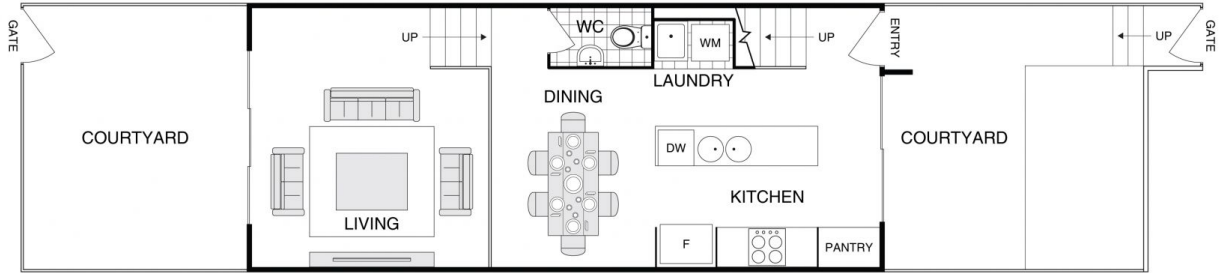 GATE
UP
WC
WM
UP
ENTRY
UP
GATE
LAUNDRY
DINING
COURTYARD
DW
COURTYARD
KITCHEN
LIVING
F
PANTRY